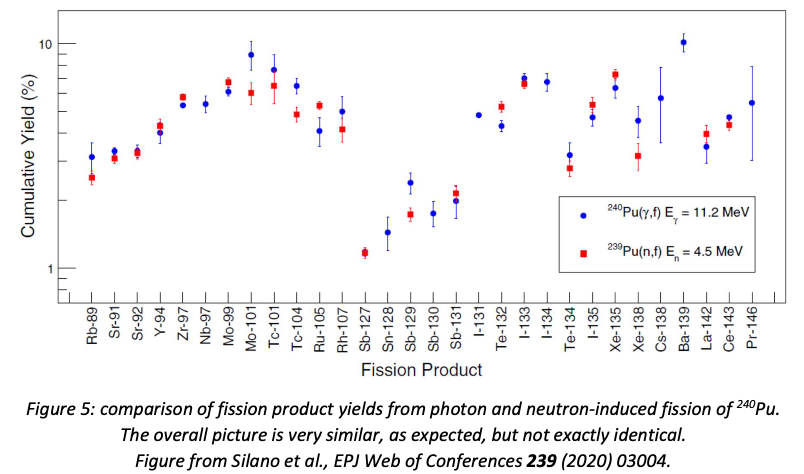 10
1
Cumulative Yield (%)
²⁴⁰Pu(γ,f) Eγ = 11.2 MeV
²³⁹Pu(n,f) Eₙ = 4.5 MeV
Rb-89
Sr-91
Sr-92
Y-94
Zr-97
Nb-97
Mo-99
Mo-101
Tc-101
Tc-104
Ru-105
Rh-107
Sb-127
Sn-128
Sb-129
Sb-130
Sb-131
I-131
Te-132
I-133
I-134
Te-134
I-135
Xe-135
Xe-138
Cs-138
Ba-139
La-142
Ce-143
Pr-146
Fission Product
Figure 5: comparison of fission product yields from photon and neutron-induced fission of ²⁴⁰Pu.
The overall picture is very similar, as expected, but not exactly identical.
Figure from Silano et al., EPJ Web of Conferences 239 (2020) 03004.